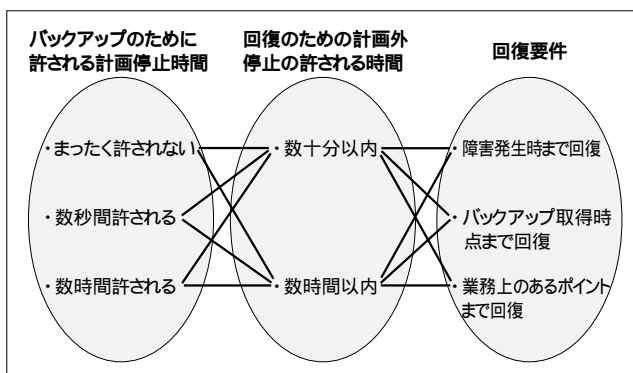 バックアップのために
許される計画停止時間
回復のための計画外
停止の許される時間
回復要件
・まったく許されない
・数秒間許される
・数時間許される
・数十分以内
・数時間以内
・障害発生時まで回復
・バックアップ取得時
点まで回復
・業務上のあるポイント
まで回復